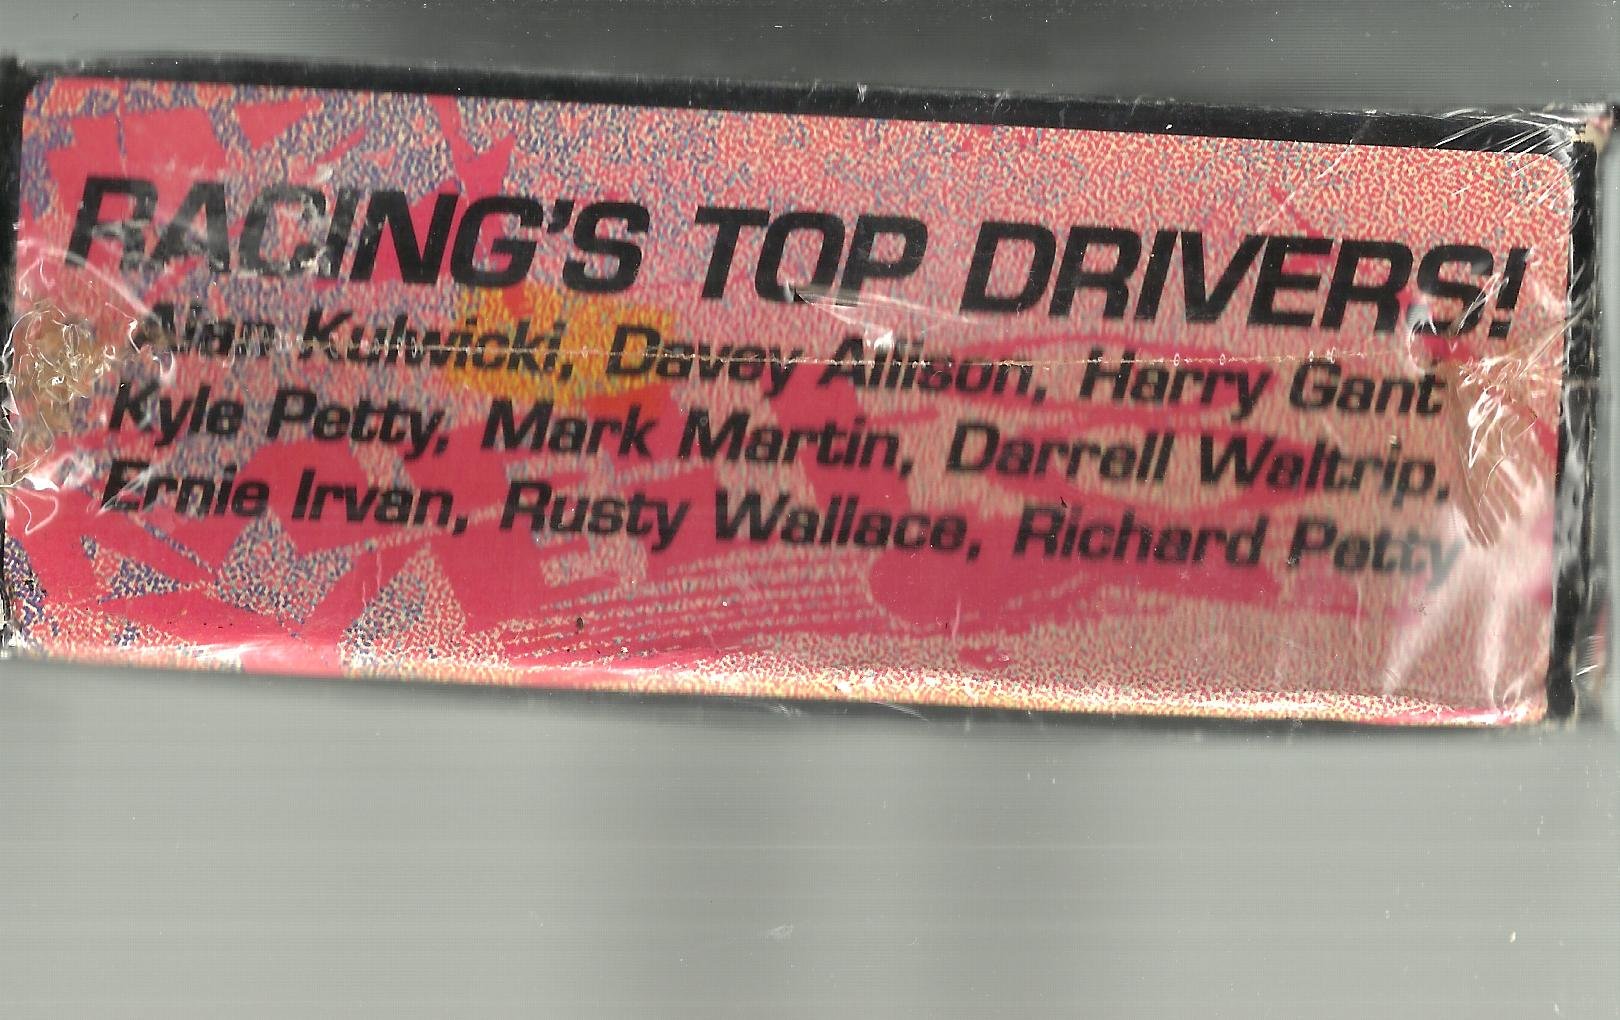 RACING'S TOP DRIVERS!
Alan Kulwicki, Davey Allison, Harry Gant
Kyle Petty, Mark Martin, Darrell Waltrip,
Ernie Irvan, Rusty Wallace, Richard Petty